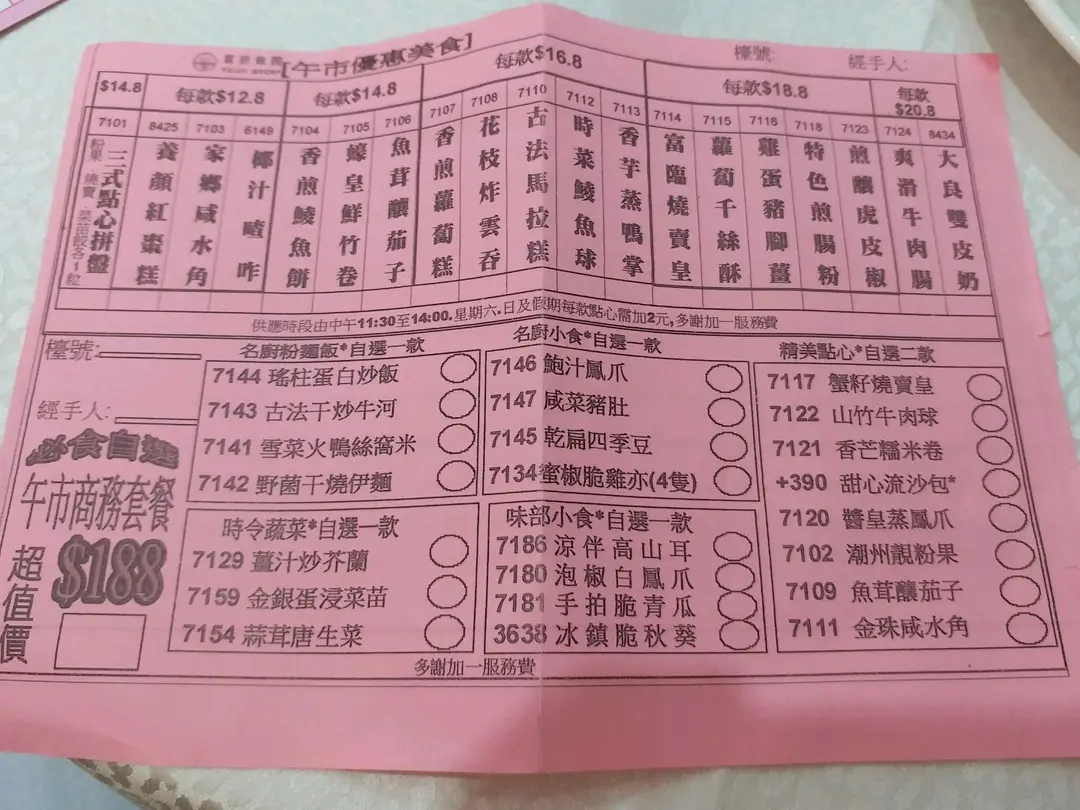 富臨飯園
[午市優惠美食]
檯號:
經手人:
$14.8
每款$12.8
每款$14.8
每款$16.8
每款$18.8
每款$20.8
7101 三式點心拼盤
粉果.燒賣.菜苗餃各1粒
8425 養顏紅棗糕
7103 家鄉咸水角
6149 椰汁喳咋
7104 香煎鯪魚餅
7105 蠔皇鮮竹卷
7106 魚茸釀茄子
7107 香煎蘿蔔糕
7108 花枝炸雲吞
7110 古法馬拉糕
7112 時菜鯪魚球
7113 香芋蒸鴨掌
7114 富臨燒賣皇
7115 蘿蔔千絲酥
7116 雞蛋豬腳薑
7118 特色煎腸粉
7123 煎釀虎皮椒
7124 爽滑牛肉腸
8434 大良雙皮奶
供應時段由中午11:30至14:00.星期六.日及假期每款點心需加2元,多謝加一服務費
檯號:
經手人:
必食自選
午市商務套餐
超值價
$188
名廚粉麵飯*自選一款
7144 瑤柱蛋白炒飯
7143 古法干炒牛河
7141 雪菜火鴨絲窩米
7142 野菌干燒伊麵
時令蔬菜*自選一款
7129 薑汁炒芥蘭
7159 金銀蛋浸菜苗
7154 蒜茸唐生菜
名廚小食*自選一款
7146 鮑汁鳳爪
7147 咸菜豬肚
7145 乾扁四季豆
7134 蜜椒脆雞亦(4隻)
味部小食*自選一款
7186 涼伴高山耳
7180 泡椒白鳳爪
7181 手拍脆青瓜
3638 冰鎮脆秋葵
精美點心*自選二款
7117 蟹籽燒賣皇
7122 山竹牛肉球
7121 香芒糯米卷
+390 甜心流沙包*
7120 醬皇蒸鳳爪
7102 潮州靚粉果
7109 魚茸釀茄子
7111 金珠咸水角
多謝加一服務費